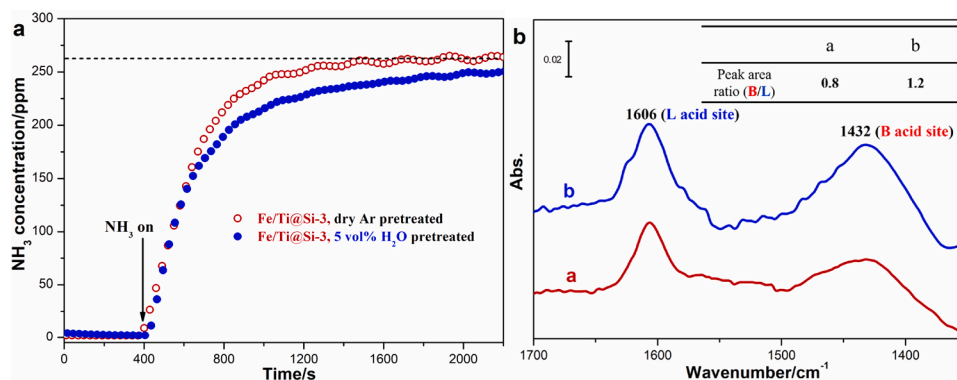 a
NH₃ concentration/ppm
300
250
200
150
100
50
0
NH₃ on
Fe/Ti@Si-3, dry Ar pretreated
Fe/Ti@Si-3, 5 vol% H₂O pretreated
0 400 800 1200 1600 2000
Time/s
b
0.02
a b
Peak area ratio (B/L) 0.8 1.2
1606 (L acid site)
1432 (B acid site)
Abs.
b
a
1700 1600 1500 1400
Wavenumber/cm⁻¹